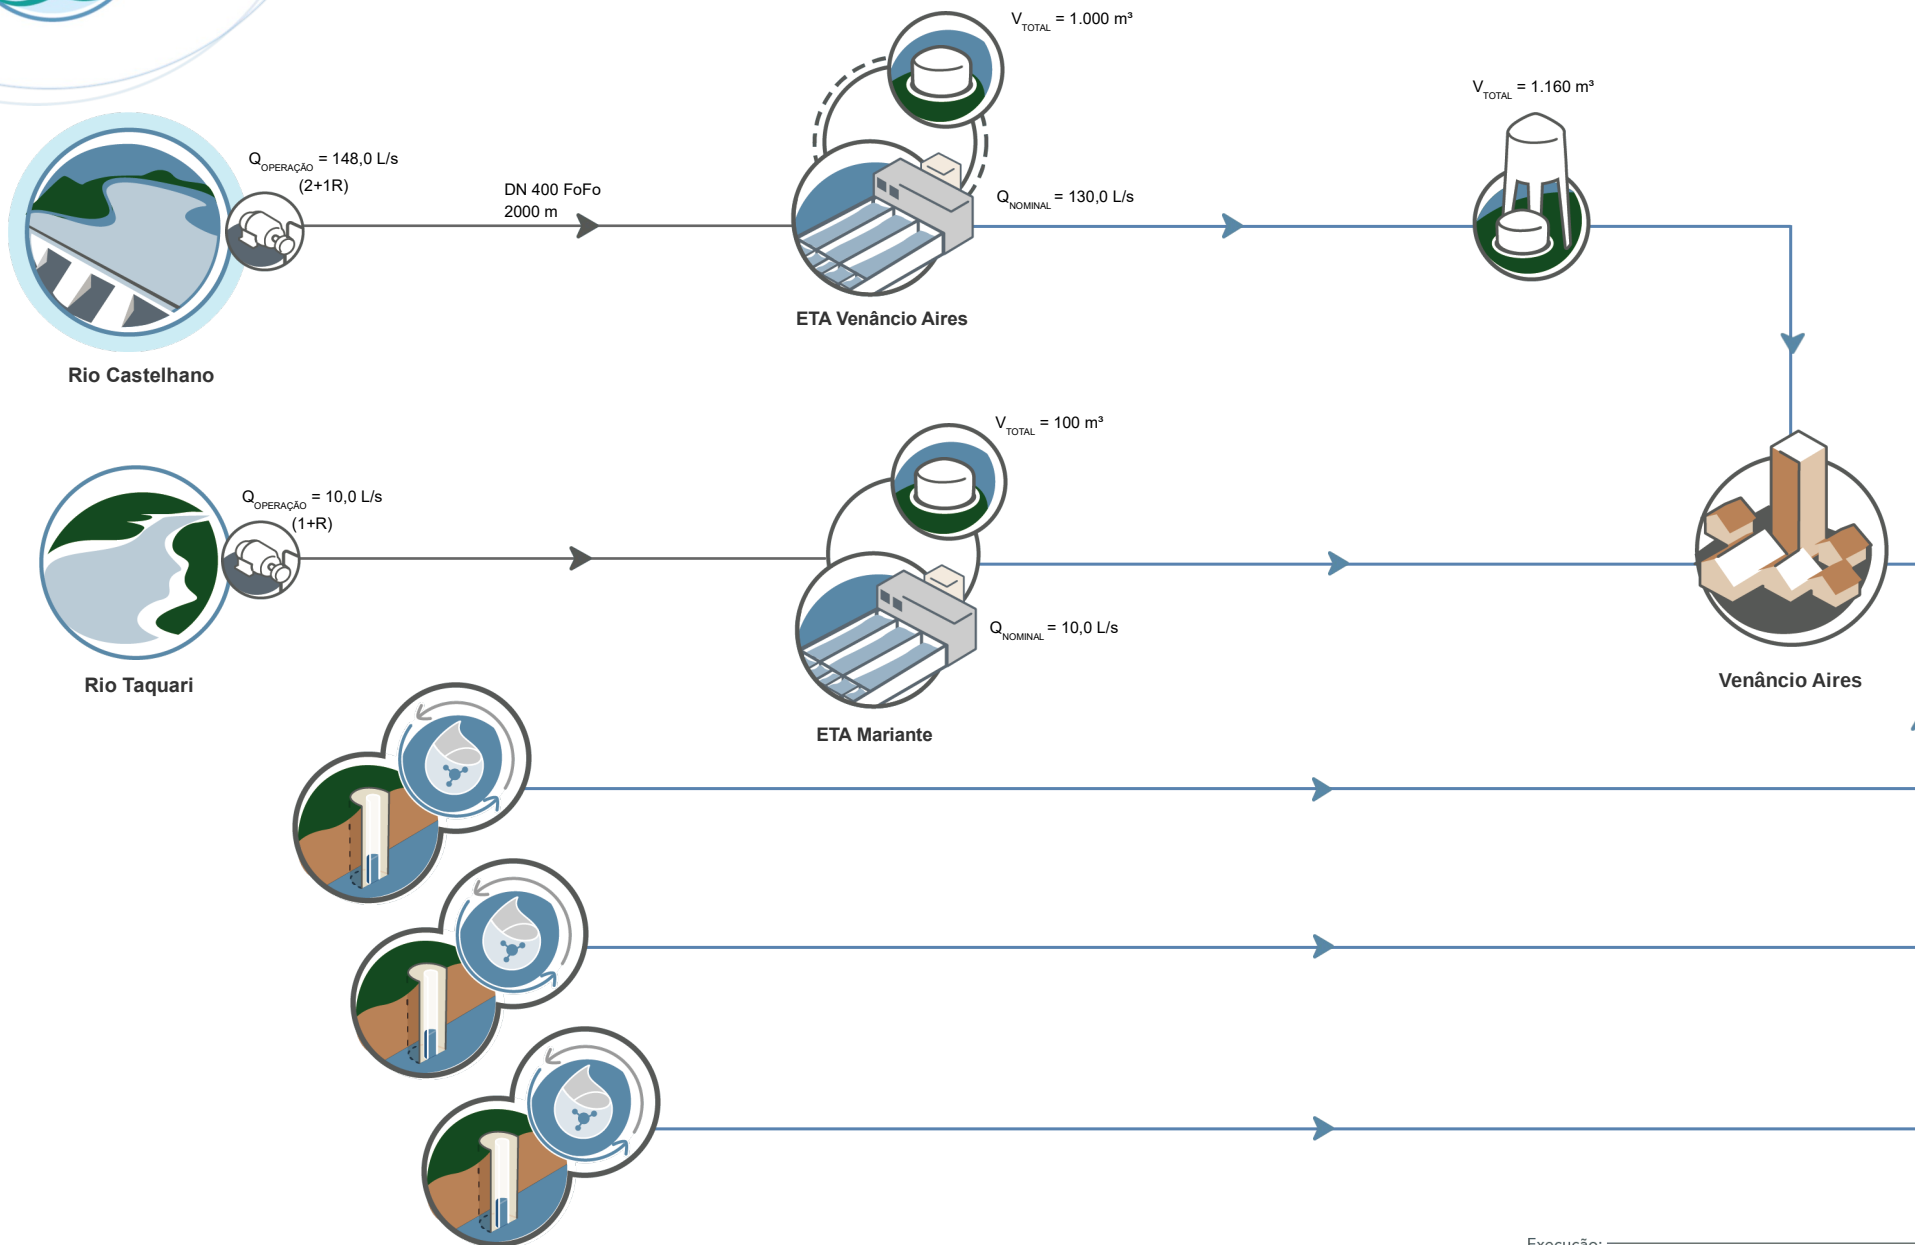 V TOTAL = 1.000 m³
V TOTAL = 1.160 m³
Q OPERAÇÃO = 148,0 L/s
(2+1R)
DN 400 FoFo
2000 m
Q NOMINAL = 130,0 L/s
ETA Venâncio Aires
Rio Castelhano
V TOTAL = 100 m³
Q OPERAÇÃO = 10,0 L/s
(1+R)
Q NOMINAL = 10,0 L/s
Rio Taquari
Venâncio Aires
ETA Mariante
Execução: